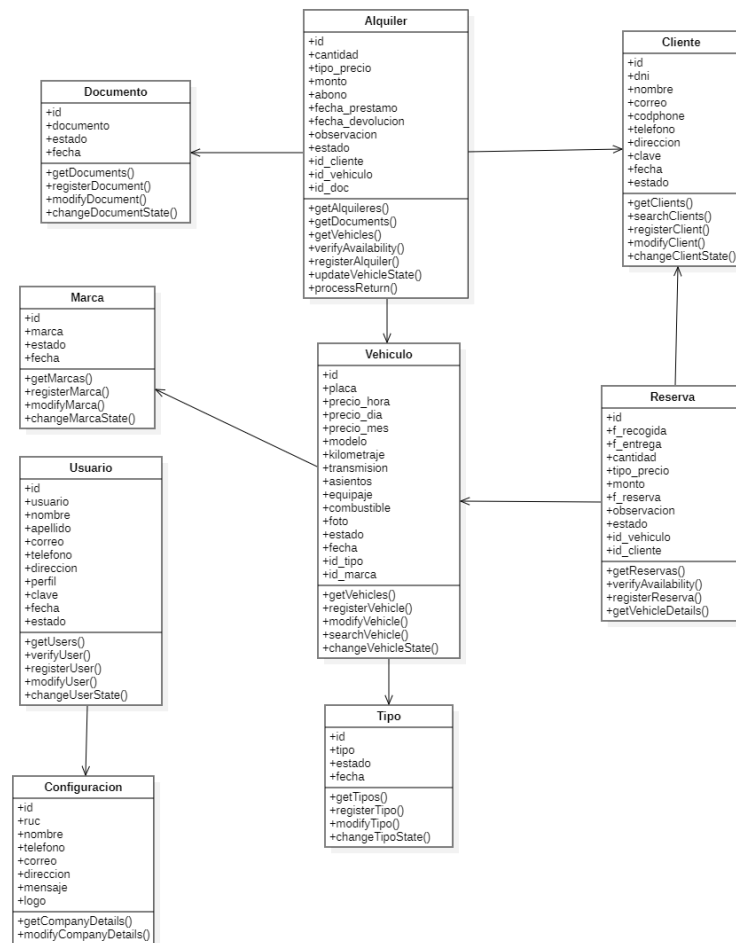 Alquiler
+id
+cantidad
+tipo_precio
+monto
+abono
+fecha_prestamo
+fecha_devolucion
+observacion
+estado
+id_cliente
+id_vehiculo
+id_doc
+getAlquileres()
+getDocuments()
+getVehicles()
+verifyAvailability()
+registerAlquiler()
+updateVehicleState()
+processReturn()
Cliente
+id
+dni
+nombre
+correo
+codphone
+telefono
+direccion
+clave
+fecha
+estado
+getClients()
+searchClients()
+registerClient()
+modifyClient()
+changeClientState()
Documento
+id
+documento
+estado
+fecha
+getDocuments()
+registerDocument()
+modifyDocument()
+changeDocumentState()
Marca
+id
+marca
+estado
+fecha
+getMarcas()
+registerMarca()
+modifyMarca()
+changeMarcaState()
Vehiculo
+id
+placa
+precio_hora
+precio_dia
+precio_mes
+modelo
+kilometraje
+transmision
+asientos
+equipaje
+combustible
+foto
+estado
+fecha
+id_tipo
+id_marca
+getVehicles()
+registerVehicle()
+modifyVehicle()
+searchVehicle()
+changeVehicleState()
Reserva
+id
+f_recogida
+f_entrega
+cantidad
+tipo_precio
+monto
+f_reserva
+observacion
+estado
+id_vehiculo
+id_cliente
+getReservas()
+verifyAvailability()
+registerReserva()
+getVehicleDetails()
Usuario
+id
+usuario
+nombre
+apellido
+correo
+telefono
+direccion
+perfil
+clave
+fecha
+estado
+getUsers()
+verifyUser()
+registerUser()
+modifyUser()
+changeUserState()
Tipo
+id
+tipo
+estado
+fecha
+getTipos()
+registerTipo()
+modifyTipo()
+changeTipoState()
Configuracion
+id
+ruc
+nombre
+telefono
+correo
+direccion
+mensaje
+logo
+getCompanyDetails()
+modifyCompanyDetails()